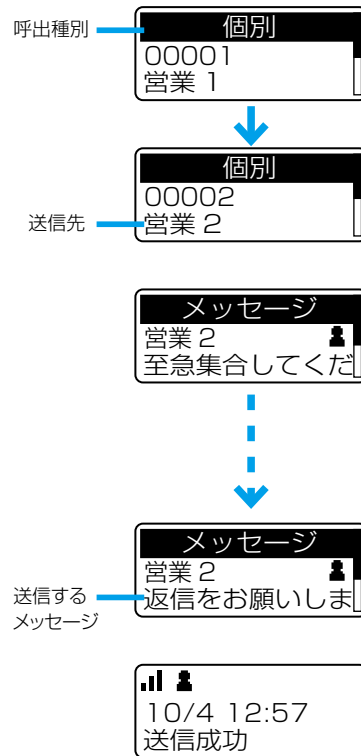 呼出種別
個別
00001
営業 1
個別
00002
送信先
営業 2
メッセージ
営業 2
至急集合してくだ
メッセージ
営業 2
送信する
メッセージ
返信をお願いしま
10/4 12:57
送信成功